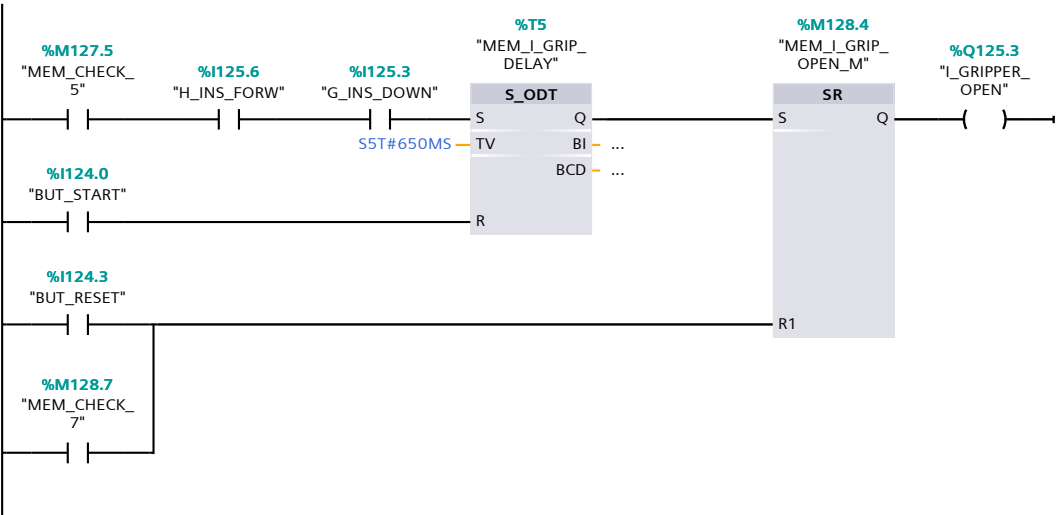 %T5
"MEM_I_GRIP_
DELAY"
%M128.4
"MEM_I_GRIP_
OPEN_M"
%M127.5
"MEM_CHECK_
5"
%I125.6
"H_INS_FORW"
%I125.3
"G_INS_DOWN"
%Q125.3
"I_GRIPPER_
OPEN"
S_ODT
SR
S
Q
S
Q
S5T#650MS
TV
BI
...
BCD
...
%I124.0
"BUT_START"
R
%I124.3
"BUT_RESET"
R1
%M128.7
"MEM_CHECK_
7"